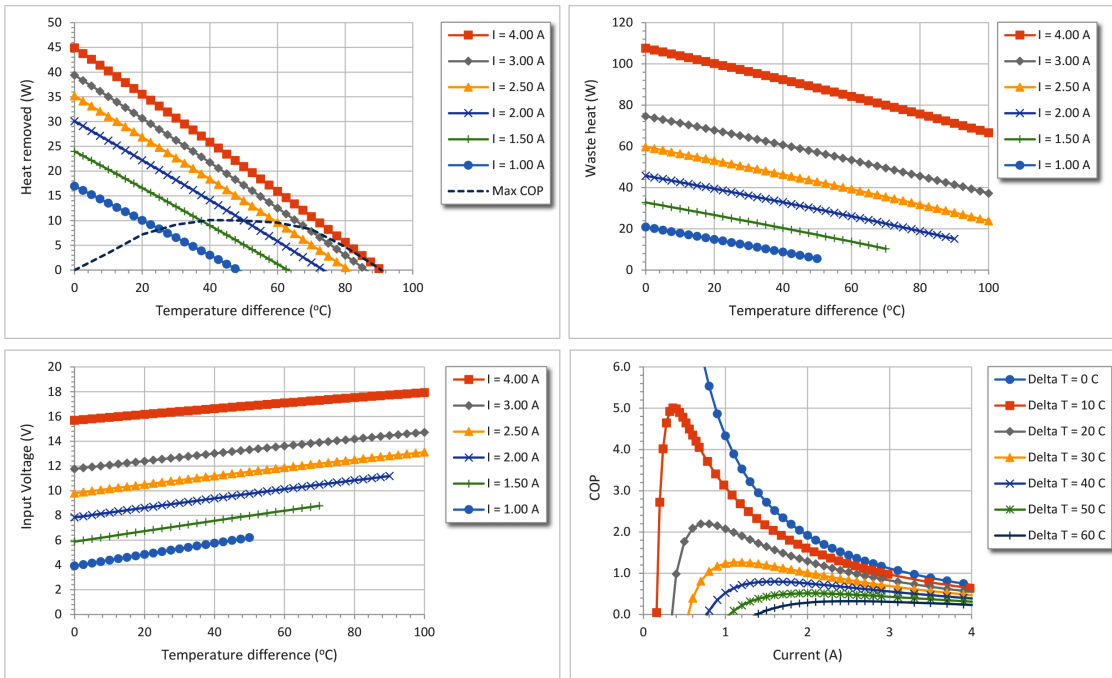 50
45
40
35
30
25
20
15
10
5
0
Heat removed (W)
0 20 40 60 80 100
Temperature difference (°C)
I = 4.00 A
I = 3.00 A
I = 2.50 A
I = 2.00 A
I = 1.50 A
I = 1.00 A
Max COP
120
100
80
60
40
20
0
Waste heat (W)
0 20 40 60 80 100
Temperature difference (°C)
I = 4.00 A
I = 3.00 A
I = 2.50 A
I = 2.00 A
I = 1.50 A
I = 1.00 A
20
18
16
14
12
10
8
6
4
2
0
Input Voltage (V)
0 20 40 60 80 100
Temperature difference (°C)
I = 4.00 A
I = 3.00 A
I = 2.50 A
I = 2.00 A
I = 1.50 A
I = 1.00 A
6.0
5.0
4.0
3.0
2.0
1.0
0.0
COP
0 1 2 3 4
Current (A)
Delta T = 0 C
Delta T = 10 C
Delta T = 20 C
Delta T = 30 C
Delta T = 40 C
Delta T = 50 C
Delta T = 60 C